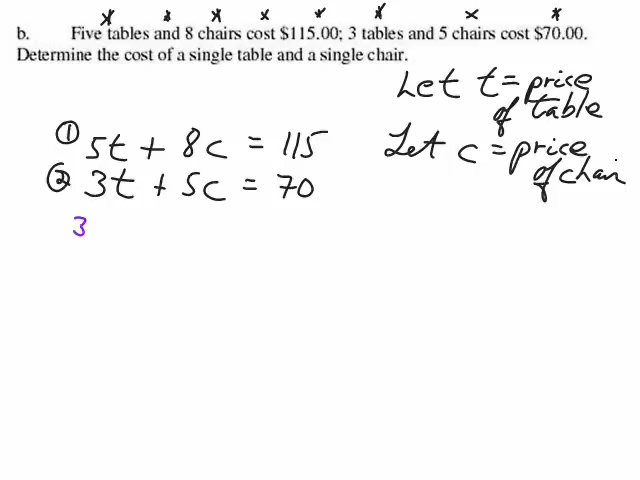 b. Five tables and 8 chairs cost $115.00; 3 tables and 5 chairs cost $70.00.
Determine the cost of a single table and a single chair.
Let t = price
of table
① 5t + 8c = 115
Let c = price
of chair
② 3t + 5c = 70
3